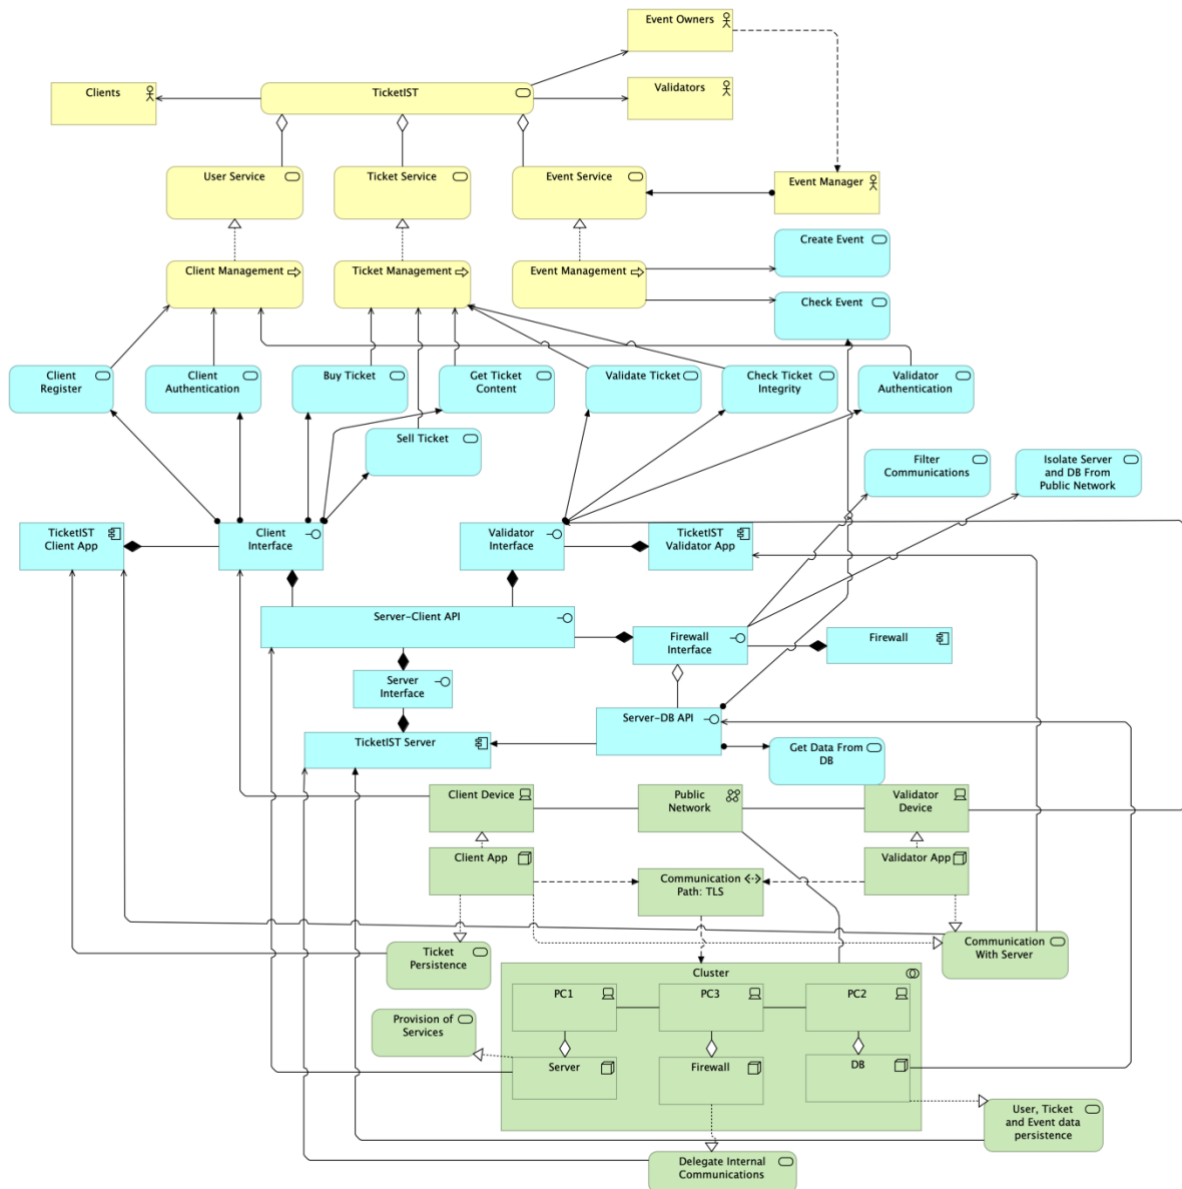 Event Owners
Clients
TicketIST
Validators
User Service
Ticket Service
Event Service
Event Manager
Create Event
Client Management
Ticket Management
Event Management
Check Event
Client
Register
Client
Authentication
Buy Ticket
Get Ticket
Content
Validate Ticket
Check Ticket
Integrity
Validator
Authentication
Sell Ticket
Filter
Communications
Isolate Server
and DB From
Public Network
TicketIST
Client App
Client
Interface
Validator
Interface
TicketIST
Validator App
Server-Client API
Firewall
Interface
Firewall
Server
Interface
Server-DB API
TicketIST Server
Get Data From
DB
Client Device
Public
Network
Validator
Device
Client App
Communication
Path: TLS
Validator App
Ticket
Persistence
Communication
With Server
Cluster
PC1
PC3
PC2
Provision of
Services
Server
Firewall
DB
User, Ticket
and Event data
persistence
Delegate Internal
Communications